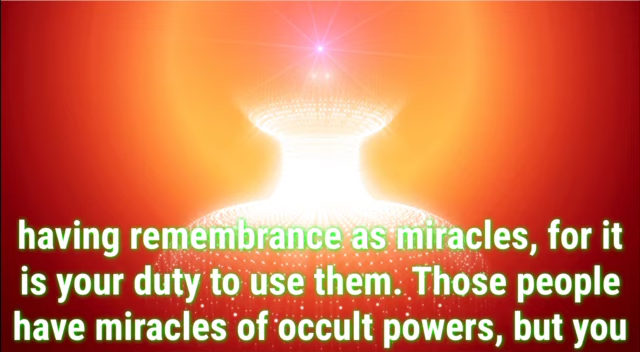 having remembrance as miracles, for it
is your duty to use them. Those people
have miracles of occult powers, but you